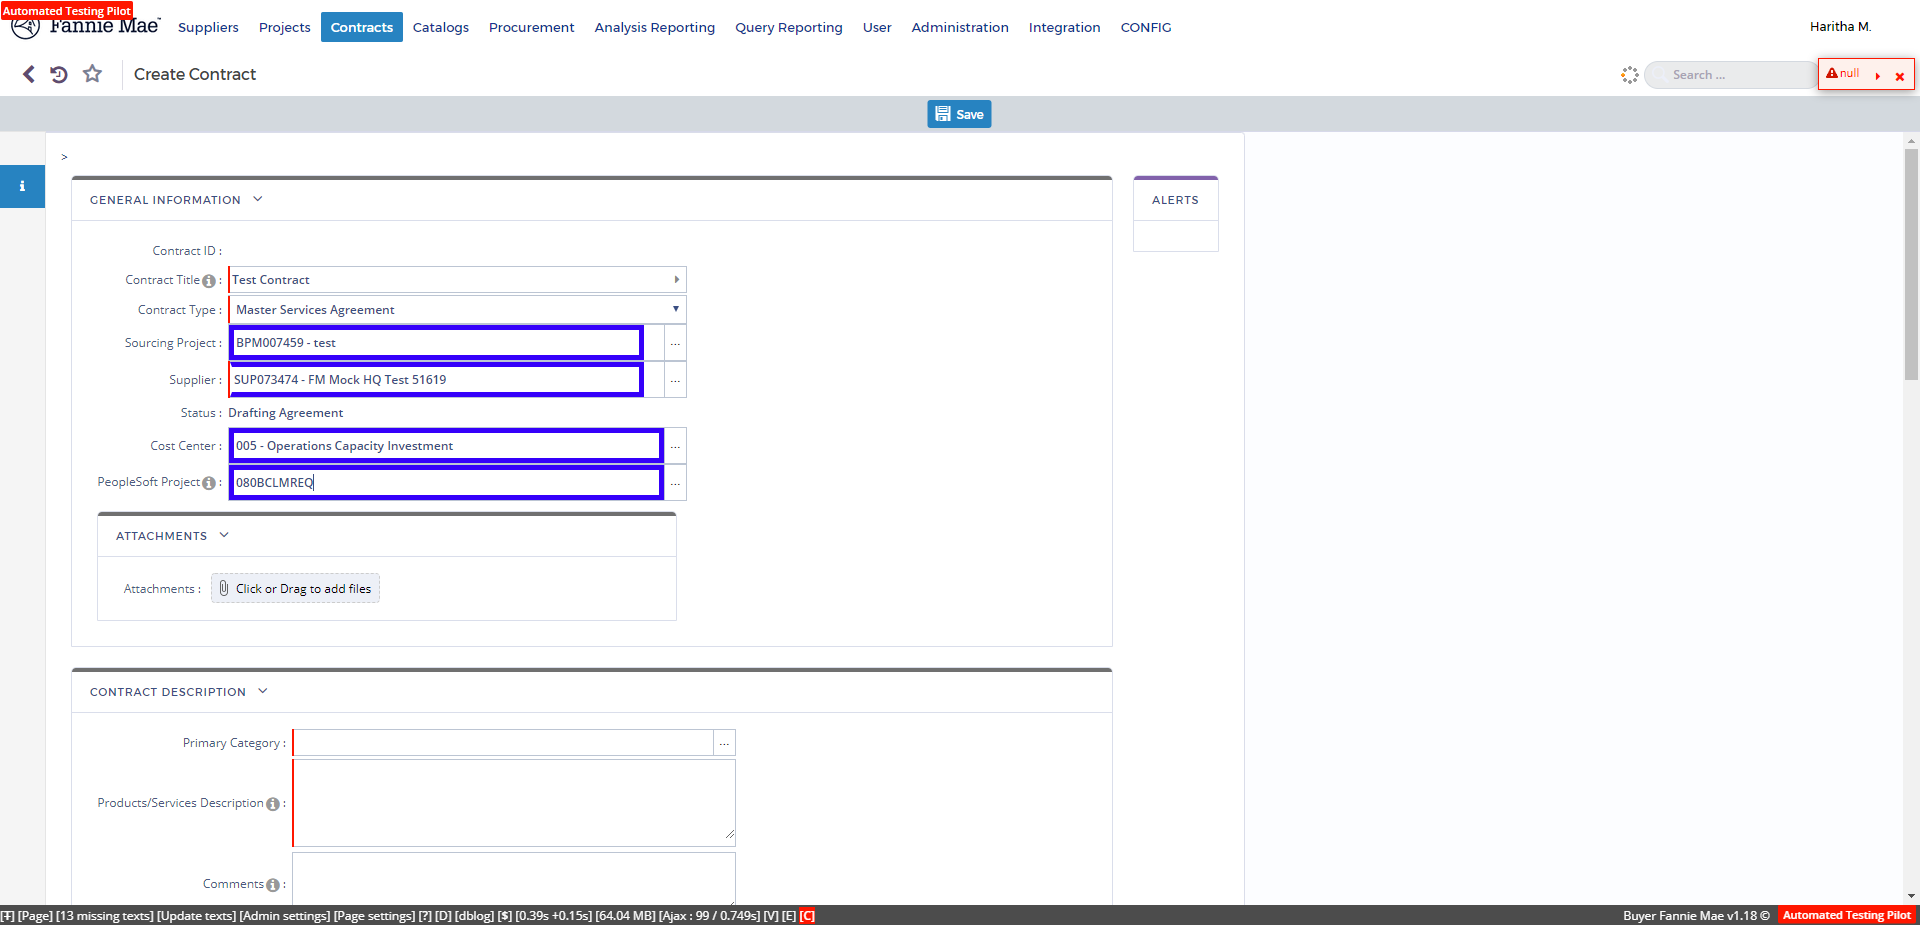 Automated Testing Pilot
Fannie Mae™ Suppliers Projects Contracts Catalogs Procurement Analysis Reporting Query Reporting User Administration Integration CONFIG Haritha M.
Create Contract Search ... null
Save
>
GENERAL INFORMATION ALERTS
Contract ID :
Contract Title : Test Contract
Contract Type : Master Services Agreement
Sourcing Project : BPM007459 - test ...
Supplier : SUP073474 - FM Mock HQ Test 51619 ...
Status : Drafting Agreement
Cost Center : 005 - Operations Capacity Investment ...
PeopleSoft Project : 080BCLMREQ ...
ATTACHMENTS
Attachments : Click or Drag to add files
CONTRACT DESCRIPTION
Primary Category : ...
Products/Services Description :
Comments :
[T] [Page] [13 missing texts] [Update texts] [Admin settings] [Page settings] [?] [D] [dblog] [$] [0.39s +0.15s] [64.04 MB] [Ajax : 99 / 0.749s] [V] [E] [C] Buyer Fannie Mae v1.18 © Automated Testing Pilot